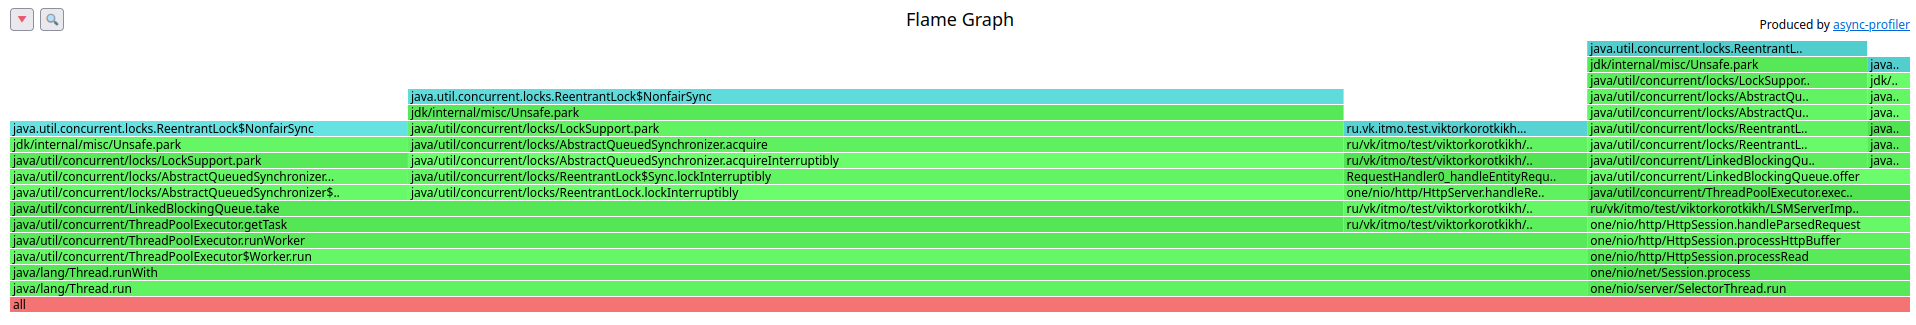 Flame Graph
Produced by async-profiler
java.util.concurrent.locks.ReentrantL..
jdk/internal/misc/Unsafe.park java..
java/util/concurrent/locks/LockSuppor.. jdk/..
java.util.concurrent.locks.ReentrantLock$NonfairSync java/util/concurrent/locks/AbstractQu.. java..
jdk/internal/misc/Unsafe.park java/util/concurrent/locks/AbstractQu.. java..
java.util.concurrent.locks.ReentrantLock$NonfairSync java/util/concurrent/locks/LockSupport.park ru.vk.itmo.test.viktorkorotkikh... java/util/concurrent/locks/ReentrantL.. java..
jdk/internal/misc/Unsafe.park java/util/concurrent/locks/AbstractQueuedSynchronizer.acquire ru/vk/itmo/test/viktorkorotkikh/.. java/util/concurrent/locks/ReentrantL.. java..
java/util/concurrent/locks/LockSupport.park java/util/concurrent/locks/AbstractQueuedSynchronizer.acquireInterruptibly ru/vk/itmo/test/viktorkorotkikh/.. java/util/concurrent/LinkedBlockingQu.. java..
java/util/concurrent/locks/AbstractQueuedSynchronizer... java/util/concurrent/locks/ReentrantLock$Sync.lockInterruptibly RequestHandler0_handleEntityRequ.. java/util/concurrent/LinkedBlockingQueue.offer
java/util/concurrent/locks/AbstractQueuedSynchronizer$.. java/util/concurrent/locks/ReentrantLock.lockInterruptibly one/nio/http/HttpServer.handleRe.. java/util/concurrent/ThreadPoolExecutor.exec..
java/util/concurrent/LinkedBlockingQueue.take ru/vk/itmo/test/viktorkorotkikh/.. ru/vk/itmo/test/viktorkorotkikh/LSMServerImp..
java/util/concurrent/ThreadPoolExecutor.getTask ru/vk/itmo/test/viktorkorotkikh/.. one/nio/http/HttpSession.handleParsedRequest
java/util/concurrent/ThreadPoolExecutor.runWorker one/nio/http/HttpSession.processHttpBuffer
java/util/concurrent/ThreadPoolExecutor$Worker.run one/nio/http/HttpSession.processRead
java/lang/Thread.runWith one/nio/net/Session.process
java/lang/Thread.run one/nio/server/SelectorThread.run
all